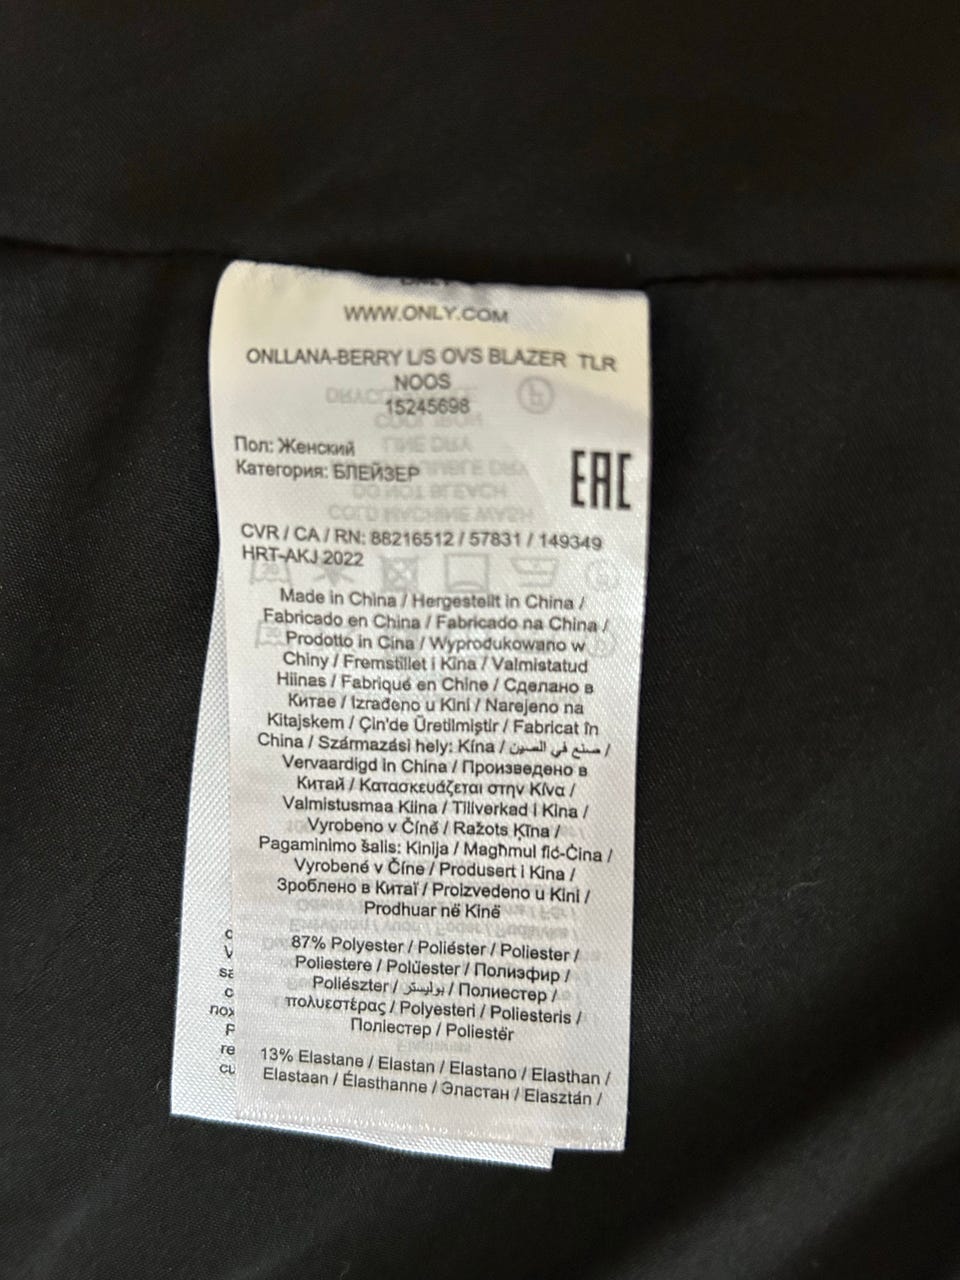 WWW.ONLY.COM
ONLLANA-BERRY L/S OVS BLAZER TLR
NOOS
15245698
Пол: Женский
Категория: БЛЕЙЗЕР
EAC
CVR / CA / RN: 88216512 / 57831 / 149349
HRT-AKJ 2022
Made in China / Hergestellt in China /
Fabricado en China / Fabricado na China /
Prodotto in Cina / Wyprodukowano w
Chiny / Fremstillet i Kina / Valmistatud
Hiinas / Fabriqué en Chine / Сделано в
Китае / Izrađeno u Kini / Narejeno na
Kitajskem / Çin'de Üretilmiştir / Fabricat în
China / Származási hely: Kína / صنع في الصين /
Vervaardigd in China / Произведено в
Китай / Κατασκευάζεται στην Κίνα /
Valmistusmaa Kiina / Tillverkad i Kina /
Vyrobeno v Číně / Ražots Ķīna /
Pagaminimo šalis: Kinija / Magħmul fiċ-Ċina /
Vyrobené v Číne / Produsert i Kina /
Зроблено в Китаї / Proizvedeno u Kini /
Prodhuar në Kinë
87% Polyester / Poliéster / Poliester /
Poliestere / Polüester / Полиэфир /
Poliészter / بوليستر / Полиестер /
πολυεστέρας / Polyesteri / Poliesteris /
Поліестер / Poliestër
13% Elastane / Elastan / Elastano / Elasthan /
Elastaan / Élasthanne / Эластан / Elasztán /